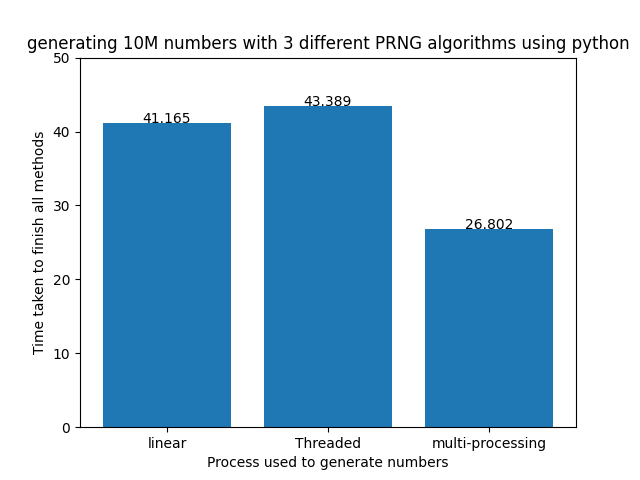 generating 10M numbers with 3 different PRNG algorithms using python
50
40
30
20
10
0
Time taken to finish all methods
41.165
43.389
26.802
linear
Threaded
multi-processing
Process used to generate numbers